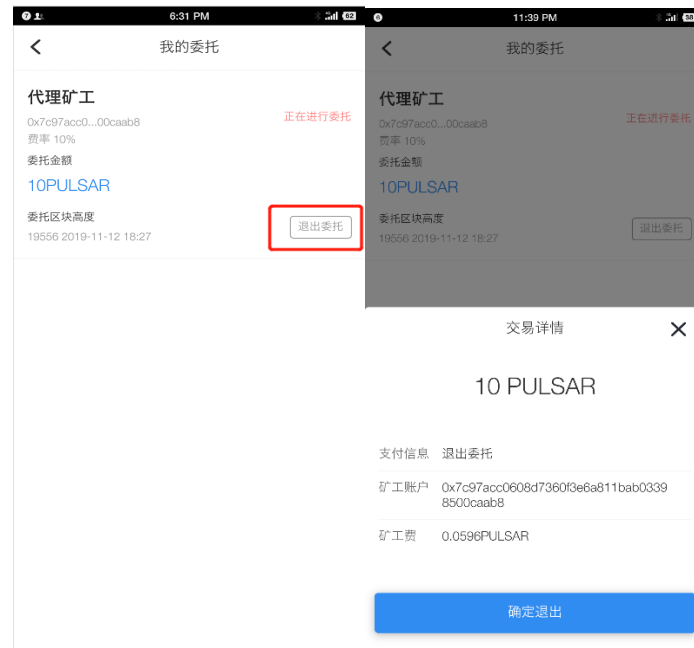 6:31 PM
62
我的委托
代理矿工
0x7c97acc0...00caab8
正在进行委托
费率 10%
委托金额
10PULSAR
委托区块高度
19556 2019-11-12 18:27
退出委托
11:39 PM
38
我的委托
代理矿工
0x7c97acc0...00caab8
正在进行委托
费率 10%
委托金额
10PULSAR
委托区块高度
19556 2019-11-12 18:27
退出委托
交易详情
10 PULSAR
支付信息 退出委托
矿工账户 0x7c97acc0608d7360f3e6a811bab0339
8500caab8
矿工费 0.0596PULSAR
确定退出